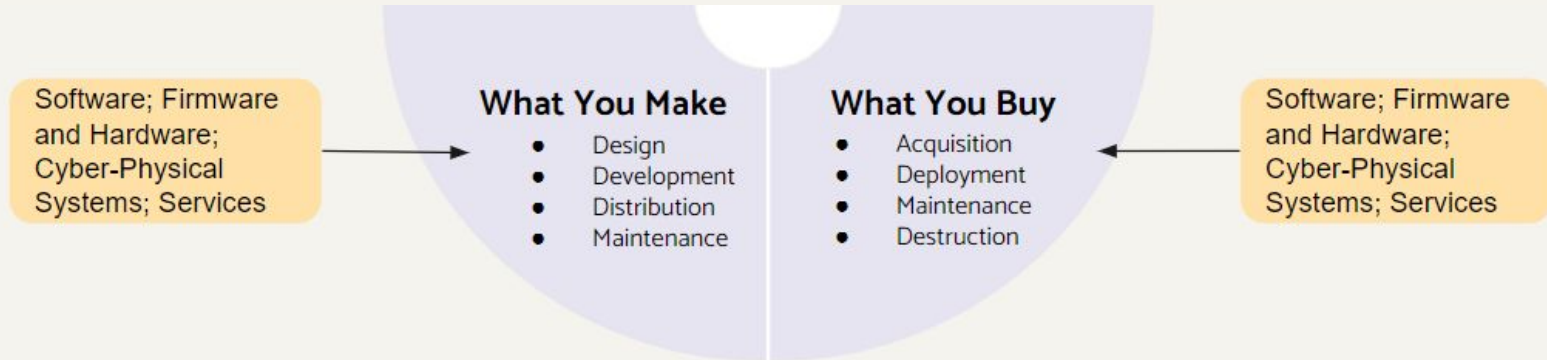 Software; Firmware
and Hardware;
Cyber-Physical
Systems; Services
What You Make
● Design
● Development
● Distribution
● Maintenance
What You Buy
● Acquisition
● Deployment
● Maintenance
● Destruction
Software; Firmware
and Hardware;
Cyber-Physical
Systems; Services